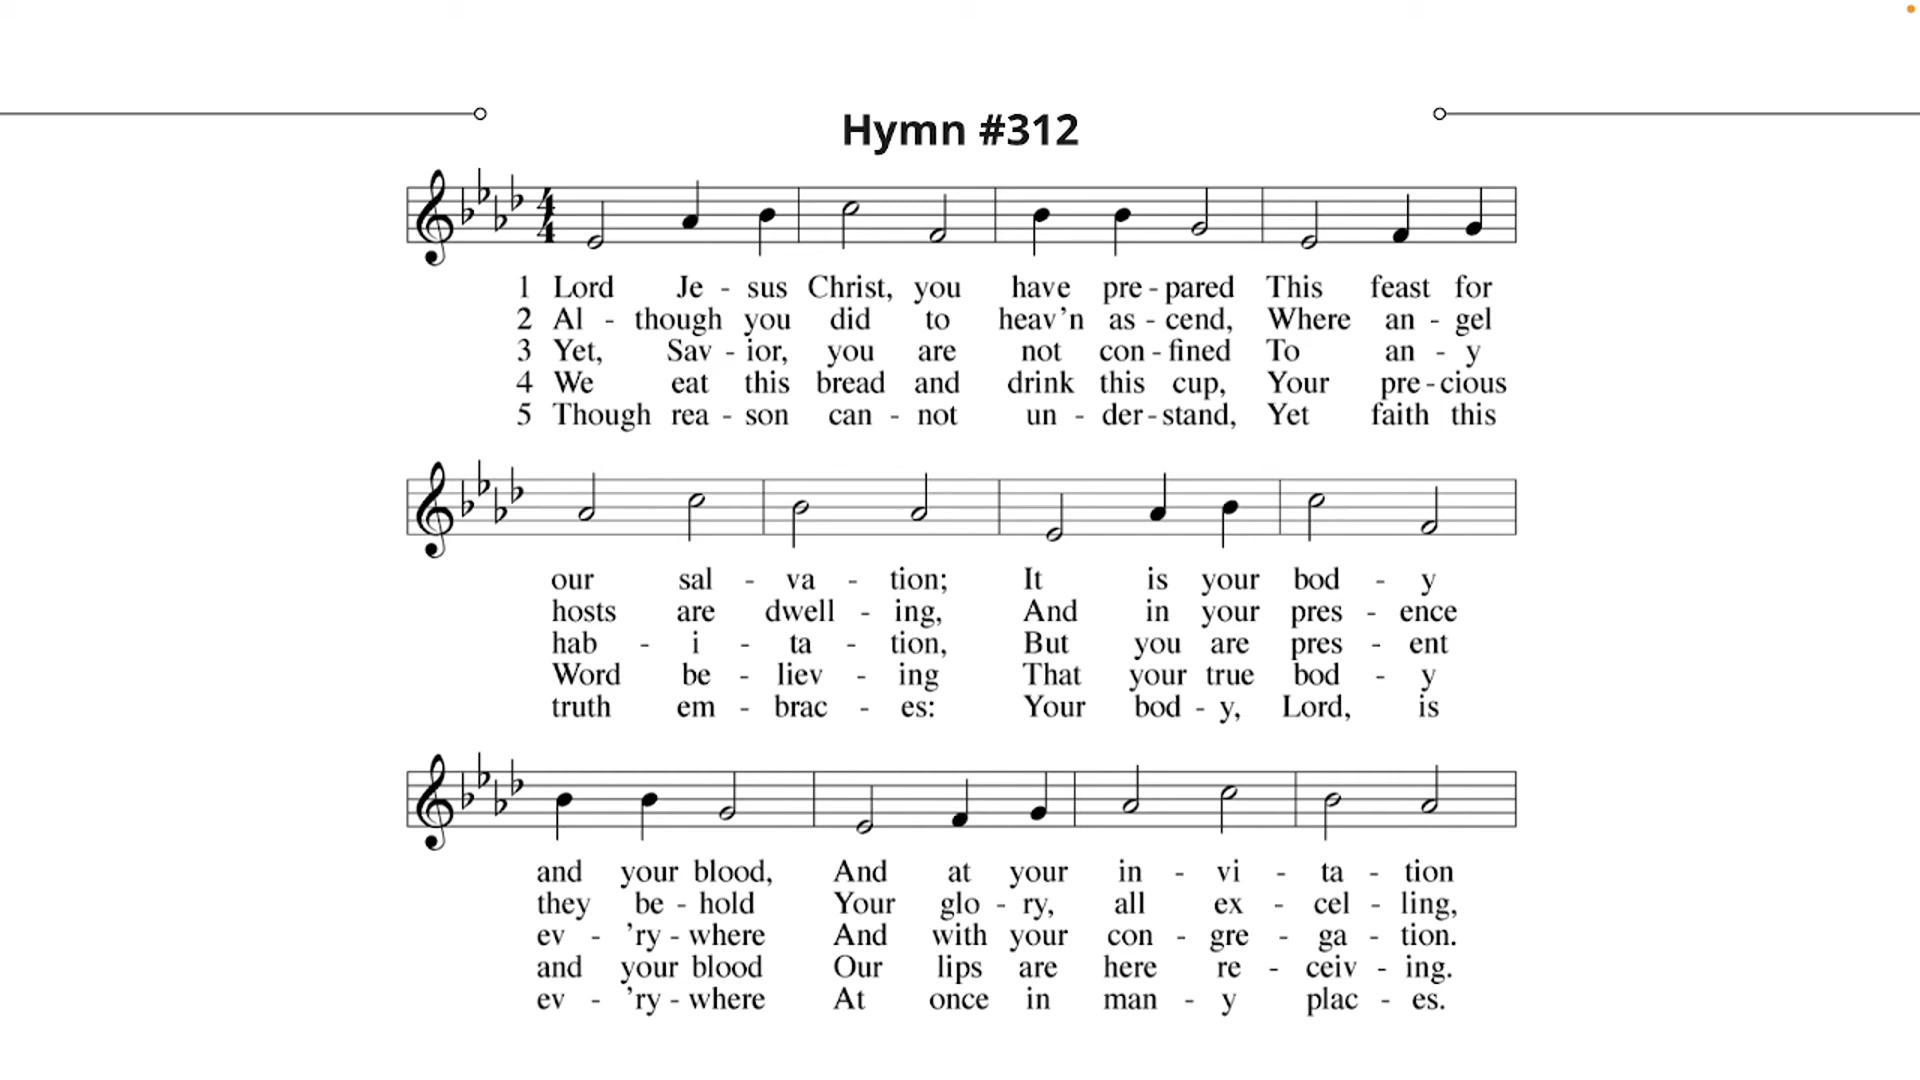 Hymn #312
4
4
1 Lord Je - sus Christ, you have pre - pared This feast for
2 Al - though you did to heav'n as - cend, Where an - gel
3 Yet, Sav - ior, you are not con - fined To an - y
4 We eat this bread and drink this cup, Your pre - cious
5 Though rea - son can - not un - der - stand, Yet faith this
our sal - va - tion; It is your bod - y
hosts are dwell - ing, And in your pres - ence
hab - i - ta - tion, But you are pres - ent
Word be - liev - ing That your true bod - y
truth em - brac - es: Your bod - y, Lord, is
and your blood, And at your in - vi - ta - tion
they be - hold Your glo - ry, all ex - cel - ling,
ev - 'ry - where And with your con - gre - ga - tion.
and your blood Our lips are here re - ceiv - ing.
ev - 'ry - where At once in man - y plac - es.